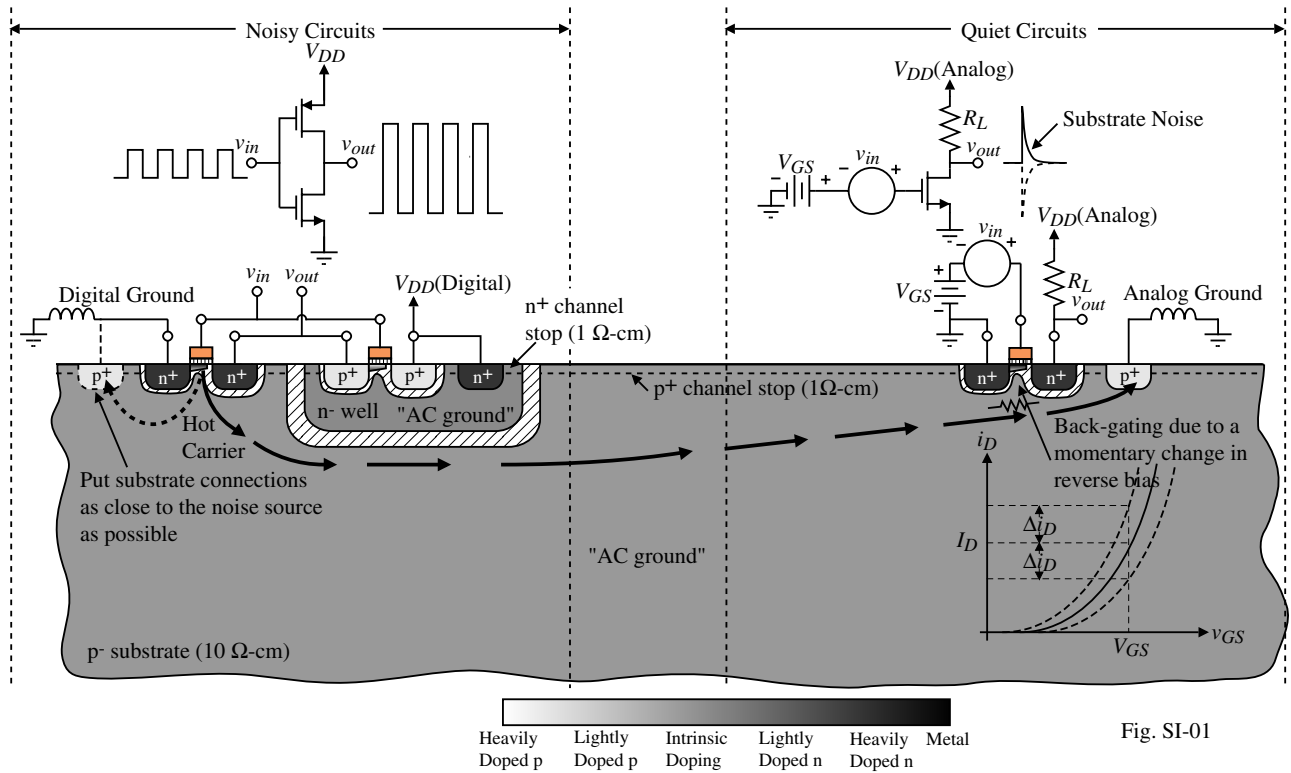 Noisy Circuits
Quiet Circuits
VDD
vin
vout
VDD(Analog)
RL
vout
Substrate Noise
VGS
vin
VDD(Analog)
vin
VGS
RL
vout
Analog Ground
Digital Ground
vin
vout
VDD(Digital)
n+ channel
stop (1 Ω-cm)
p+
n+
n+
p+
p+
n+
n- well
"AC ground"
p+ channel stop (1Ω-cm)
n+
n+
p+
Hot
Carrier
Put substrate connections
as close to the noise source
as possible
Back-gating due to a
momentary change in
reverse bias
iD
ID
ΔiD
ΔiD
VGS
vGS
"AC ground"
p- substrate (10 Ω-cm)
Heavily
Doped p
Lightly
Doped p
Intrinsic
Doping
Lightly
Doped n
Heavily
Doped n
Metal
Fig. SI-01